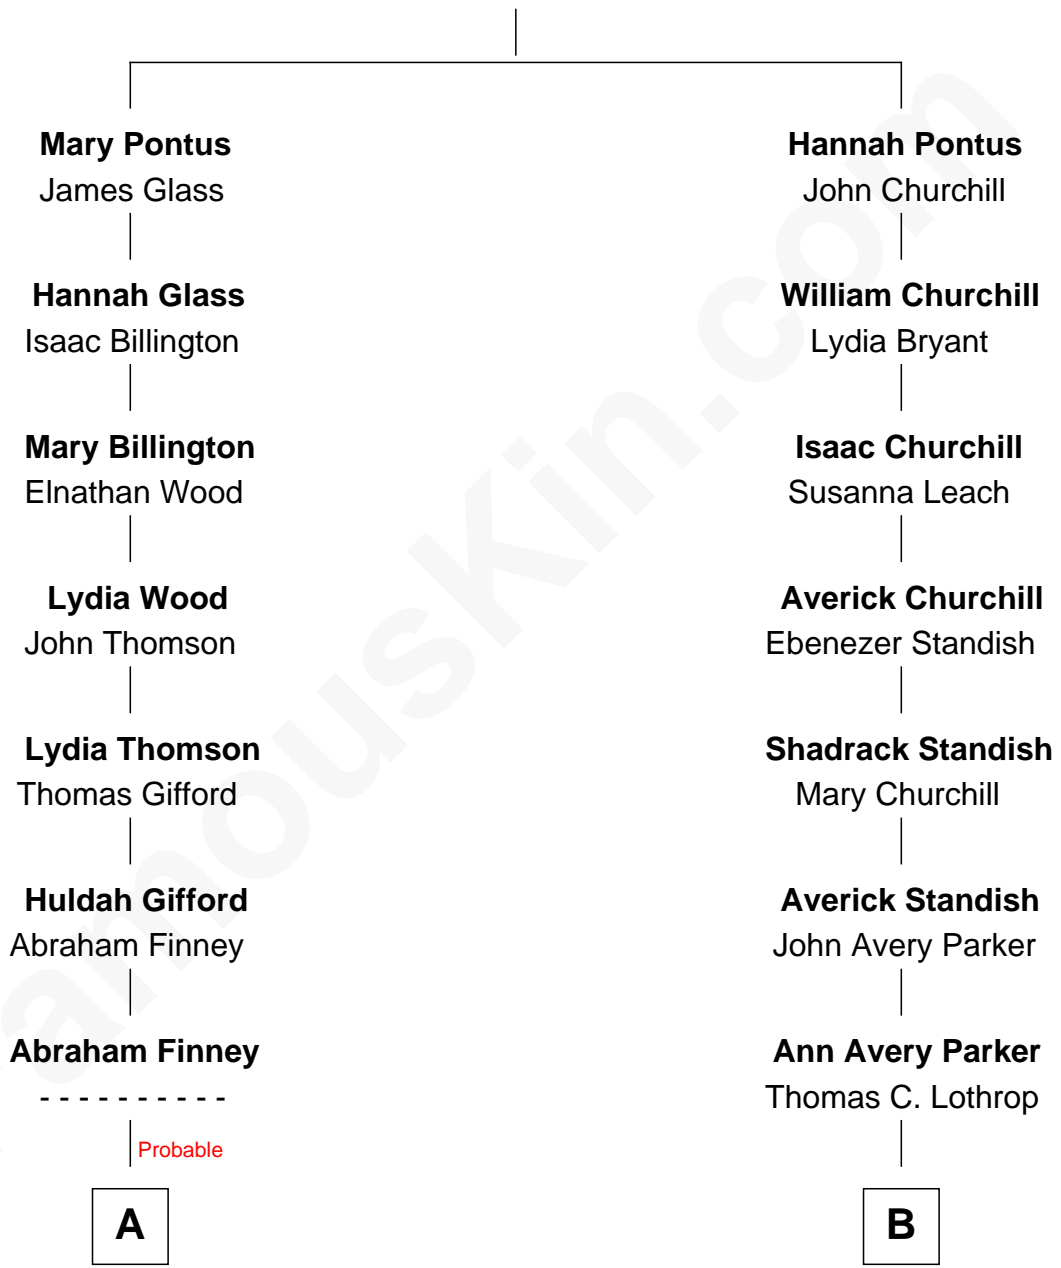 Mary Pontus
James Glass
Hannah Pontus
John Churchill
Hannah Glass
Isaac Billington
William Churchill
Lydia Bryant
Mary Billington
Elnathan Wood
Isaac Churchill
Susanna Leach
Lydia Wood
John Thomson
Averick Churchill
Ebenezer Standish
Lydia Thomson
Thomas Gifford
Shadrack Standish
Mary Churchill
Huldah Gifford
Abraham Finney
Averick Standish
John Avery Parker
Abraham Finney
- - - - - - - - - -
Ann Avery Parker
Thomas C. Lothrop
Probable
A
B
famouskin.com